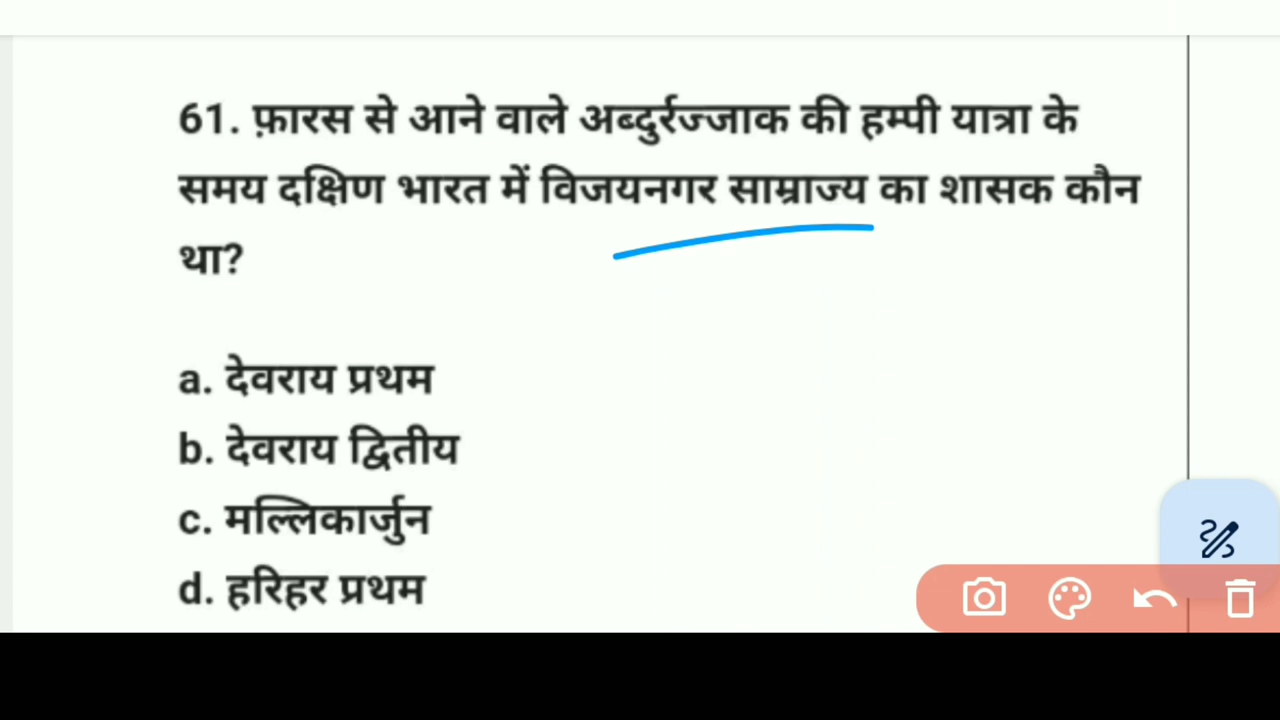 61. फ़ारस से आने वाले अब्दुर्रज्जाक की हम्पी यात्रा के
समय दक्षिण भारत में विजयनगर साम्राज्य का शासक कौन
था?
a. देवराय प्रथम
b. देवराय द्वितीय
c. मल्लिकार्जुन
d. हरिहर प्रथम